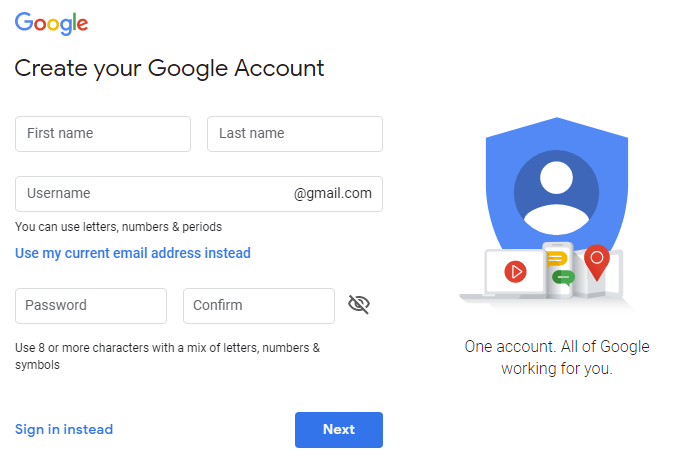 Google
Create your Google Account
First name
Last name
Username
@gmail.com
You can use letters, numbers & periods
Use my current email address instead
Password
Confirm
Use 8 or more characters with a mix of letters, numbers &
symbols
Sign in instead
Next
One account. All of Google
working for you.